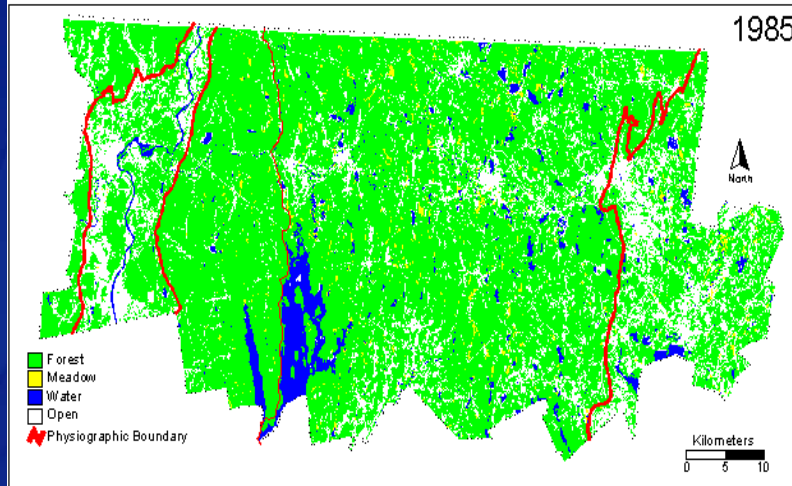 1985
North
Forest
Meadow
Water
Open
Physiographic Boundary
Kilometers
0 5 10